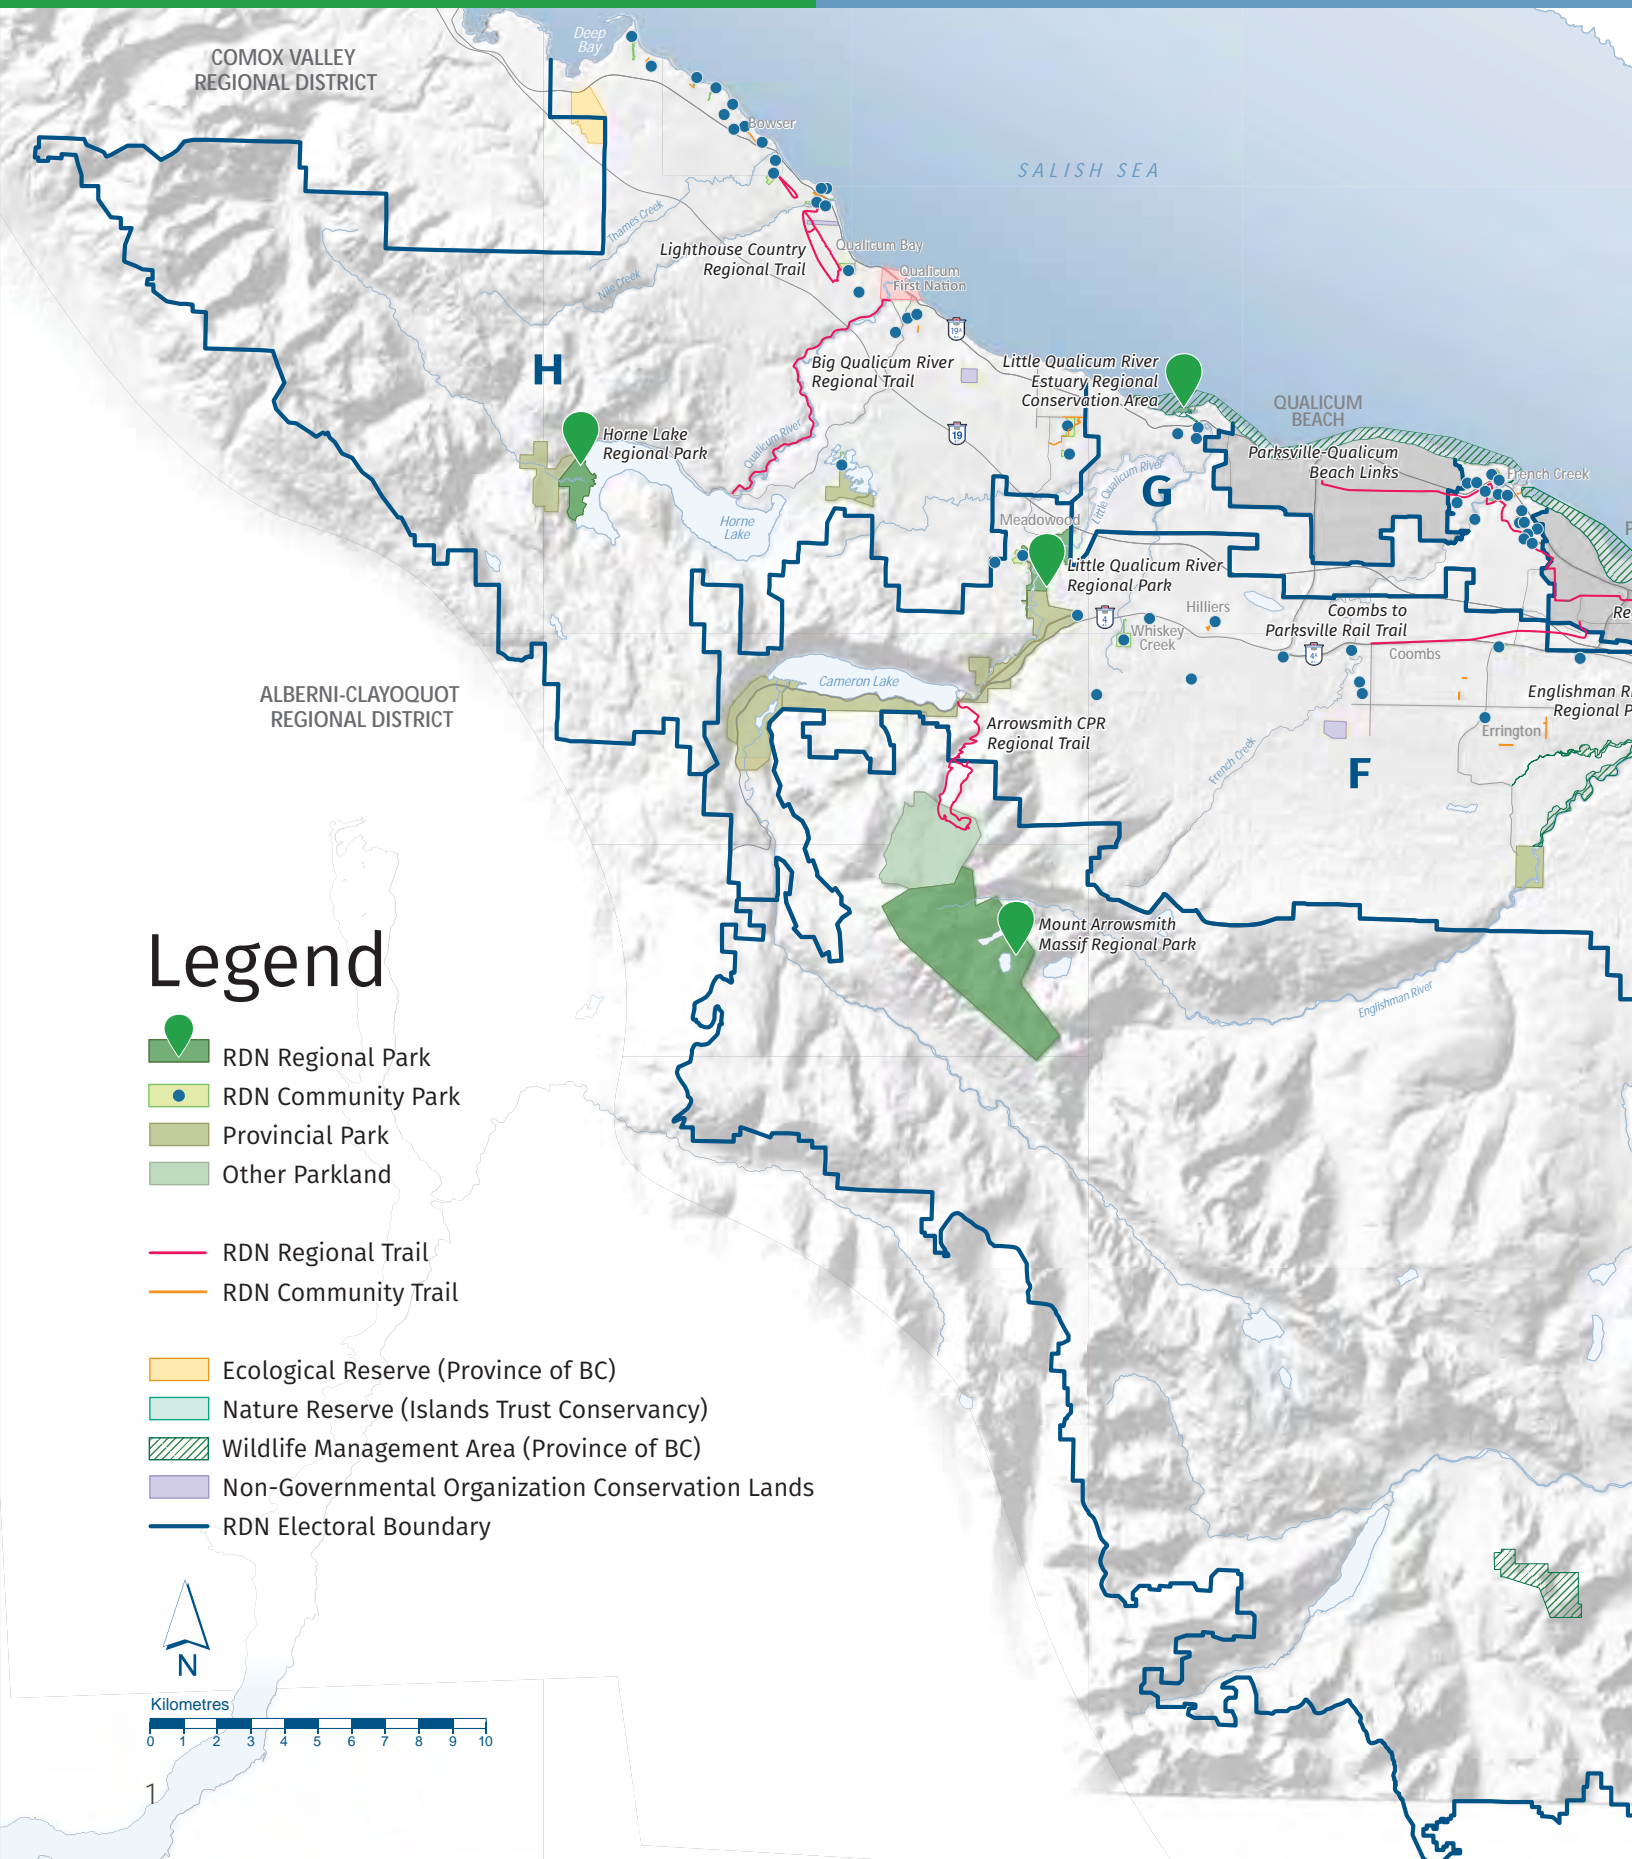 COMOX VALLEY
REGIONAL DISTRICT
Deep
Bay
Bowser
SALISH SEA
Thames Creek
Lighthouse Country
Regional Trail
Qualicum Bay
Qualicum
First Nation
Nile Creek
19A
H
Big Qualicum River
Regional Trail
Little Qualicum River
Estuary Regional
Conservation Area
QUALICUM
BEACH
Horne Lake
Regional Park
Qualicum River
19
Parksville-Qualicum
Beach Links
French Creek
Little Qualicum River
G
Horne
Lake
Meadowood
Little Qualicum River
Regional Park
Hilliers
Coombs to
Parksville Rail Trail
Re
4
Whiskey
Creek
4A
Coombs
Cameron Lake
ALBERNI-CLAYOQUOT
REGIONAL DISTRICT
Arrowsmith CPR
Regional Trail
Englishman R
Regional P
Errington
French Creek
F
Mount Arrowsmith
Massif Regional Park
Englishman River
Legend
RDN Regional Park
RDN Community Park
Provincial Park
Other Parkland
RDN Regional Trail
RDN Community Trail
Ecological Reserve (Province of BC)
Nature Reserve (Islands Trust Conservancy)
Wildlife Management Area (Province of BC)
Non-Governmental Organization Conservation Lands
RDN Electoral Boundary
N
Kilometres
0 1 2 3 4 5 6 7 8 9 10
1